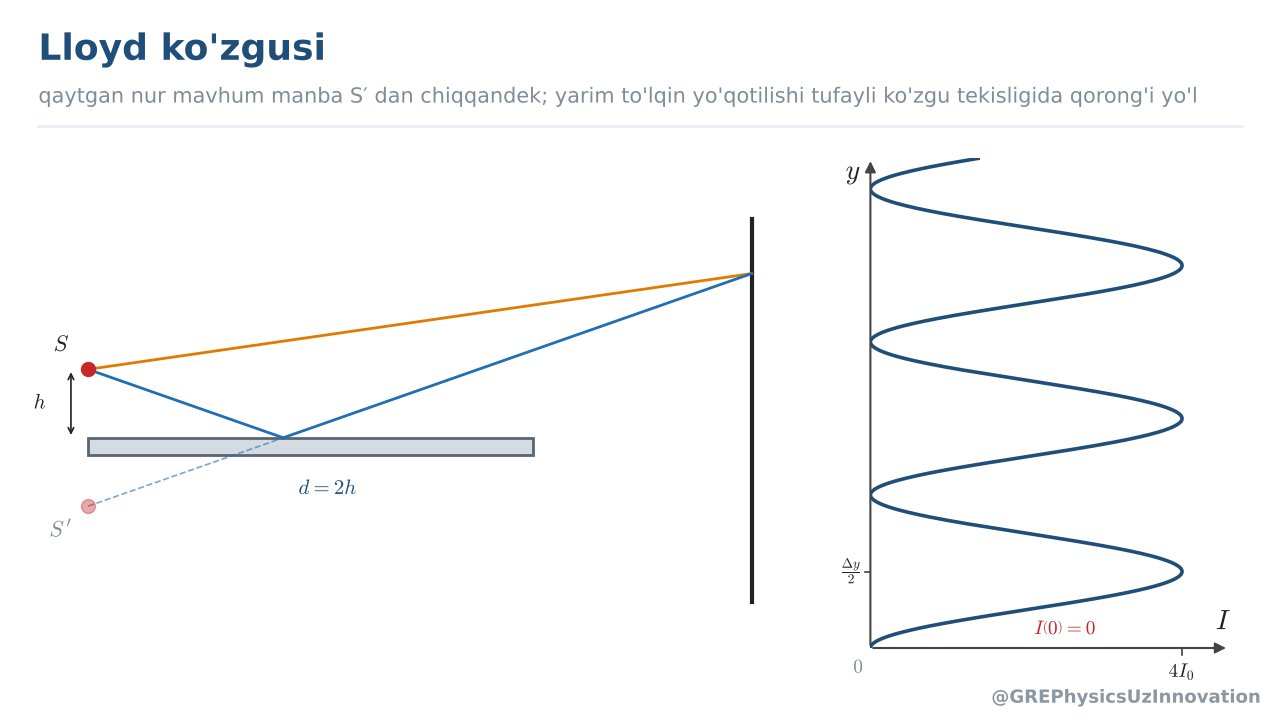 Lloyd ko'zgusi
qaytgan nur mavhum manba S′ dan chiqqandek; yarim to'lqin yo'qotilishi tufayli ko'zgu tekisligida qorong'i yo'l
S
h
d = 2h
S′
y
Δy/2
I(0) = 0
I
0
4I₀
@GREPhysicsUzInnovation